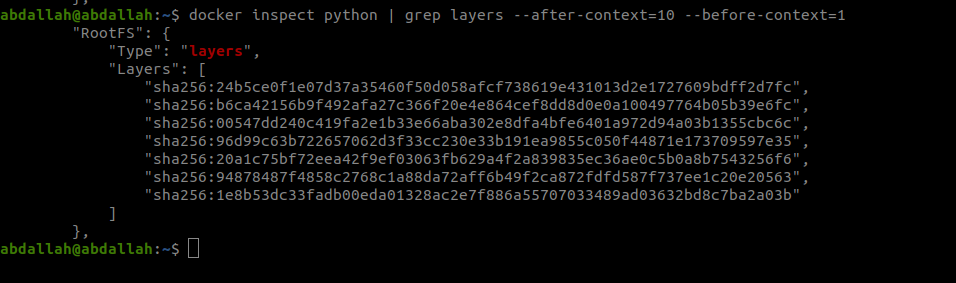 },
abdallah@abdallah:~$ docker inspect python | grep layers --after-context=10 --before-context=1
"RootFS": {
"Type": "layers",
"Layers": [
"sha256:24b5ce0f1e07d37a35460f50d058afcf738619e431013d2e1727609bdff2d7fc",
"sha256:b6ca42156b9f492afa27c366f20e4e864cef8dd8d0e0a100497764b05b39e6fc",
"sha256:00547dd240c419fa2e1b33e66aba302e8dfa4bfe6401a972d94a03b1355cbc6c",
"sha256:96d99c63b722657062d3f33cc230e33b191ea9855c050f44871e173709597e35",
"sha256:20a1c75bf72eea42f9ef03063fb629a4f2a839835ec36ae0c5b0a8b7543256f6",
"sha256:94878487f4858c2768c1a88da72aff6b49f2ca872fdfd587f737ee1c20e20563",
"sha256:1e8b53dc33fadb00eda01328ac2e7f886a55707033489ad03632bd8c7ba2a03b"
]
},
abdallah@abdallah:~$